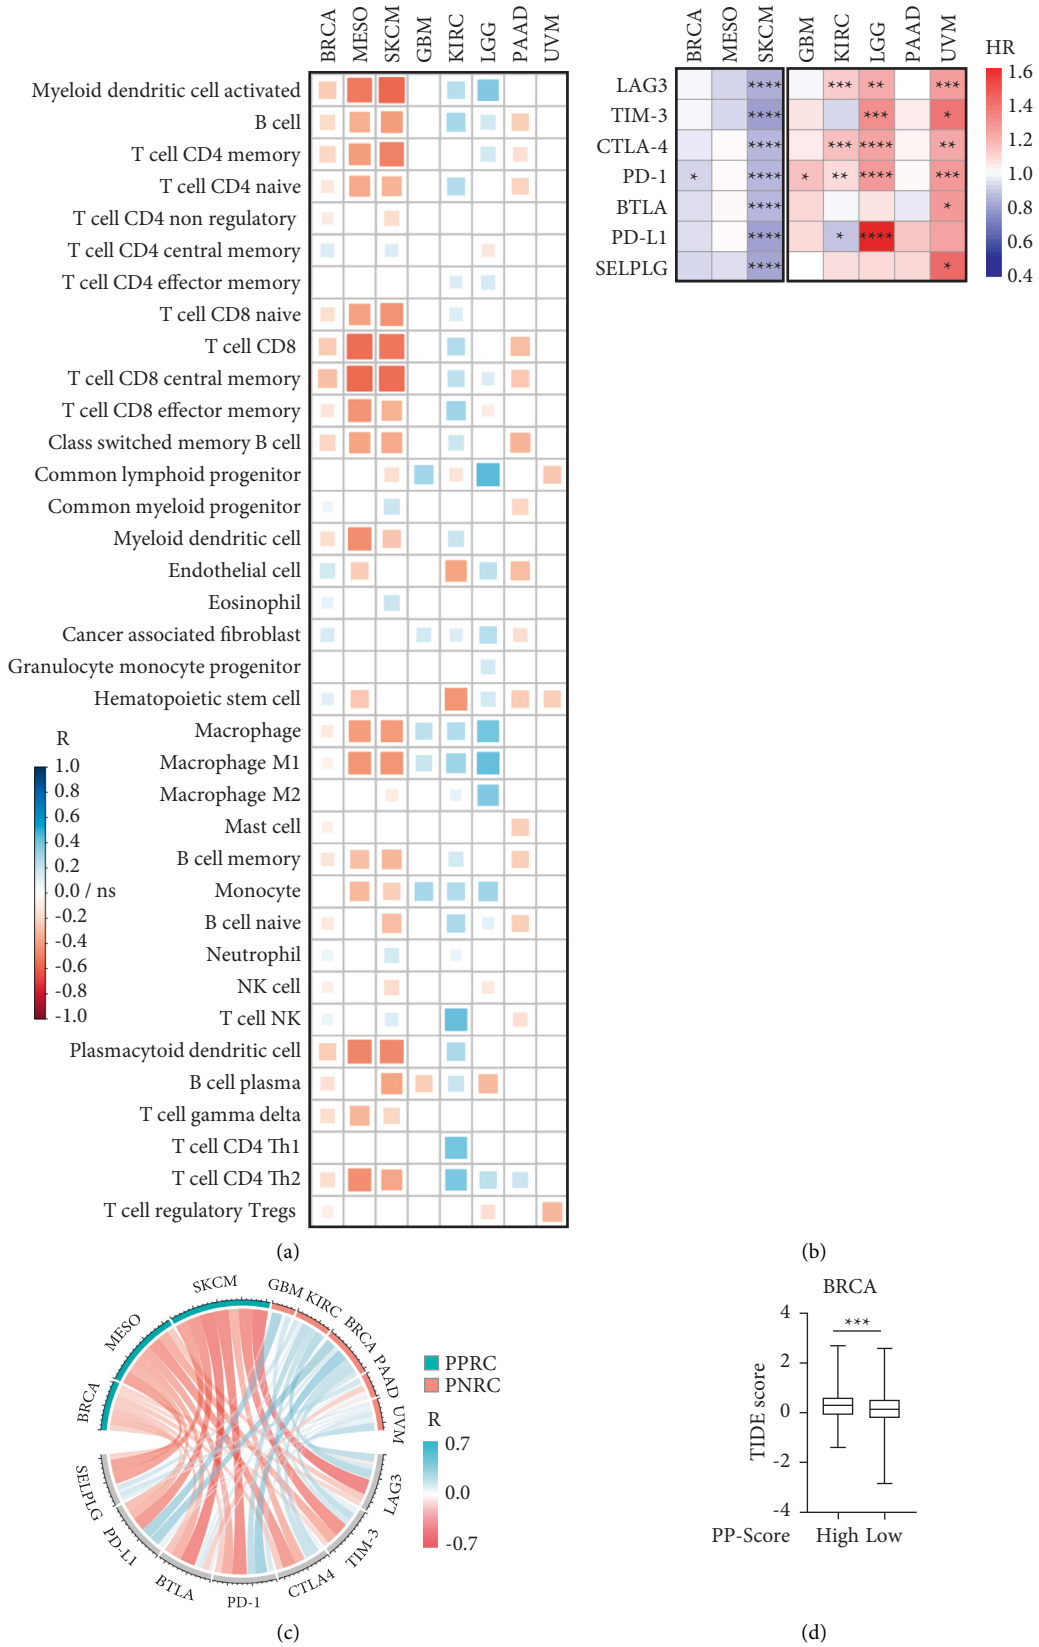 BRCA MESO SKCM GBM KIRC LGG PAAD UVM
Myeloid dendritic cell activated
B cell
T cell CD4 memory
T cell CD4 naive
T cell CD4 non regulatory
T cell CD4 central memory
T cell CD4 effector memory
T cell CD8 naive
T cell CD8
T cell CD8 central memory
T cell CD8 effector memory
Class switched memory B cell
Common lymphoid progenitor
Common myeloid progenitor
Myeloid dendritic cell
Endothelial cell
Eosinophil
Cancer associated fibroblast
Granulocyte monocyte progenitor
Hematopoietic stem cell
Macrophage
Macrophage M1
Macrophage M2
Mast cell
B cell memory
Monocyte
B cell naive
Neutrophil
NK cell
T cell NK
Plasmacytoid dendritic cell
B cell plasma
T cell gamma delta
T cell CD4 Th1
T cell CD4 Th2
T cell regulatory Tregs
R
1.0
0.8
0.6
0.4
0.2
0.0 / ns
-0.2
-0.4
-0.6
-0.8
-1.0
(a)
BRCA MESO SKCM GBM KIRC LGG PAAD UVM
LAG3 **** *** ** ***
TIM-3 **** *** *
CTLA-4 **** *** **** **
PD-1 * **** * ** **** ***
BTLA **** *
PD-L1 **** * ****
SELPLG **** *
HR
1.6
1.4
1.2
1.0
0.8
0.6
0.4
(b)
BRCA
MESO
SKCM
GBM
KIRC
BRCA
PAAD
UVM
LAG3
TIM-3
CTLA4
PD-1
BTLA
PD-L1
SELPLG
PPRC
PNRC
R
0.7
0.0
-0.7
(c)
BRCA
***
TIDE score
4
2
0
-2
-4
PP-Score High Low
(d)